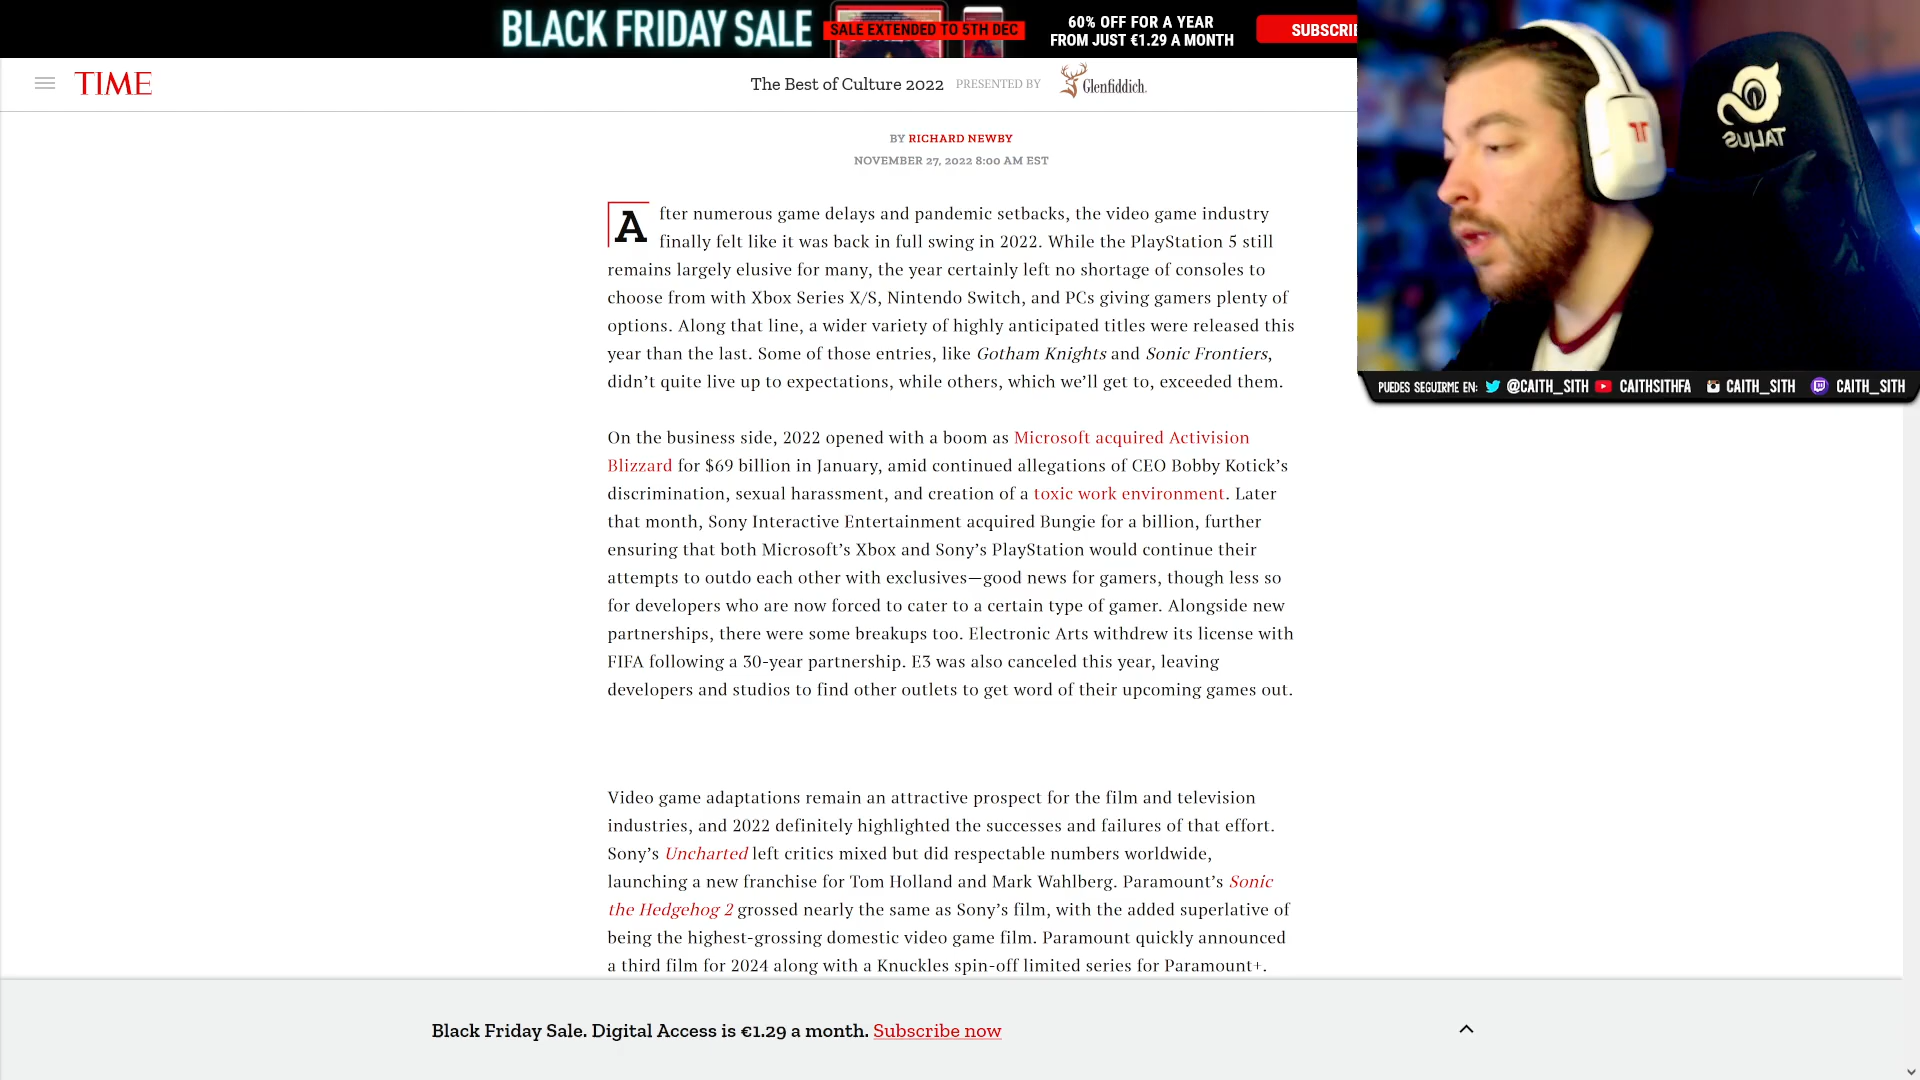 BLACK FRIDAY SALE
SALE EXTENDED TO 5TH DEC
60% OFF FOR A YEAR
FROM JUST €1.29 A MONTH
TIME
The Best of Culture 2022 PRESENTED BY Glenfiddich.
BY RICHARD NEWBY
NOVEMBER 27, 2022 8:00 AM EST
After numerous game delays and pandemic setbacks, the video game industry
finally felt like it was back in full swing in 2022. While the PlayStation 5 still
remains largely elusive for many, the year certainly left no shortage of consoles to
choose from with Xbox Series X/S, Nintendo Switch, and PCs giving gamers plenty of
options. Along that line, a wider variety of highly anticipated titles were released this
year than the last. Some of those entries, like Gotham Knights and Sonic Frontiers,
didn’t quite live up to expectations, while others, which we’ll get to, exceeded them.
On the business side, 2022 opened with a boom as Microsoft acquired Activision
Blizzard for $69 billion in January, amid continued allegations of CEO Bobby Kotick’s
discrimination, sexual harassment, and creation of a toxic work environment. Later
that month, Sony Interactive Entertainment acquired Bungie for a billion, further
ensuring that both Microsoft’s Xbox and Sony’s PlayStation would continue their
attempts to outdo each other with exclusives—good news for gamers, though less so
for developers who are now forced to cater to a certain type of gamer. Alongside new
partnerships, there were some breakups too. Electronic Arts withdrew its license with
FIFA following a 30-year partnership. E3 was also canceled this year, leaving
developers and studios to find other outlets to get word of their upcoming games out.
Video game adaptations remain an attractive prospect for the film and television
industries, and 2022 definitely highlighted the successes and failures of that effort.
Sony’s Uncharted left critics mixed but did respectable numbers worldwide,
launching a new franchise for Tom Holland and Mark Wahlberg. Paramount’s Sonic
the Hedgehog 2 grossed nearly the same as Sony’s film, with the added superlative of
being the highest-grossing domestic video game film. Paramount quickly announced
a third film for 2024 along with a Knuckles spin-off limited series for Paramount+.
Black Friday Sale. Digital Access is €1.29 a month. Subscribe now
TALIUS
PUEDES SEGUIRME EN: @CAITH_SITH CAITHSITHFA CAITH_SITH CAITH_SITH